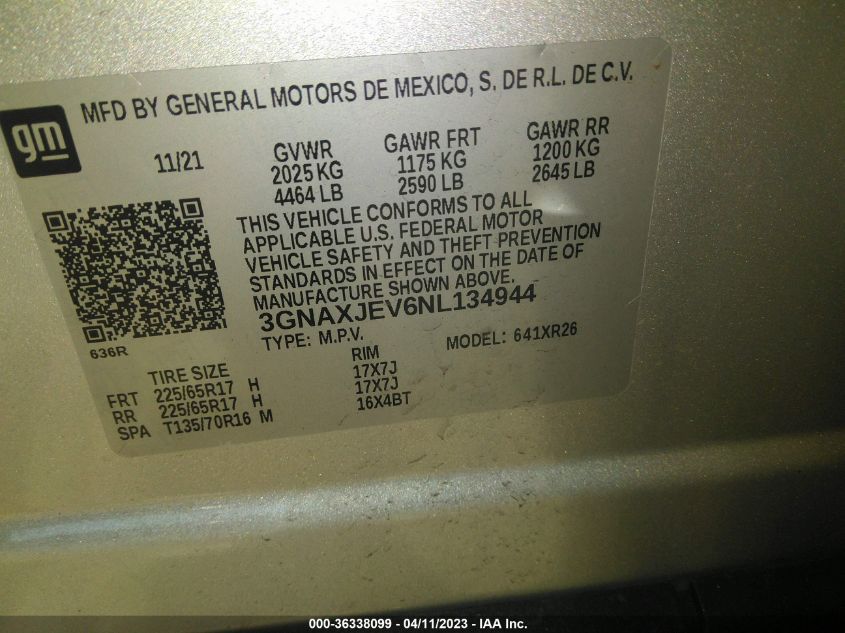 MFD BY GENERAL MOTORS DE MEXICO, S. DE R.L. DE C.V.
gm
11/21
GVWR
2025 KG
4464 LB
GAWR FRT
1175 KG
2590 LB
GAWR RR
1200 KG
2645 LB
THIS VEHICLE CONFORMS TO ALL
APPLICABLE U.S. FEDERAL MOTOR
VEHICLE SAFETY AND THEFT PREVENTION
STANDARDS IN EFFECT ON THE DATE OF
MANUFACTURE SHOWN ABOVE.
3GNAXJEV6NL134944
636R
TYPE: M.P.V. MODEL: 641XR26
TIRE SIZE RIM
FRT 225/65R17 H 17X7J
RR 225/65R17 H 17X7J
SPA T135/70R16 M 16X4BT
000-36338099 - 04/11/2023 - IAA Inc.